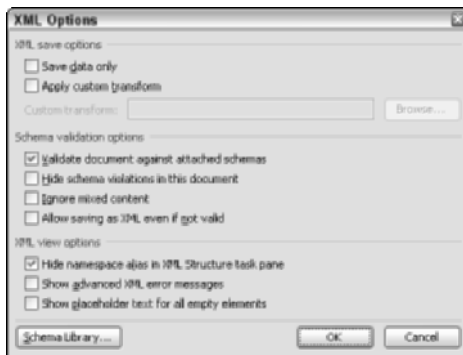 XML Options
XML save options
Save data only
Apply custom transform
Custom transform:
Browse...
Schema validation options
Validate document against attached schemas
Hide schema violations in this document
Ignore mixed content
Allow saving as XML even if not valid
XML view options
Hide namespace alias in XML Structure task pane
Show advanced XML error messages
Show placeholder text for all empty elements
Schema Library...
OK
Cancel